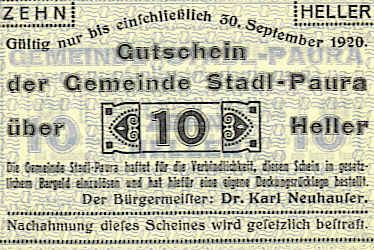 ZEHN HELLER
Gültig nur bis einschließlich 30. September 1920.
Gutschein
der Gemeinde Stadl-Paura
über 10 Heller
Die Gemeinde Stadl-Paura haftet für die Verbindlichkeit, diesen Schein in gesetz-
lichem Bargeld einzulösen und hat hiefür eine eigene Deckungsrücklage bestellt.
Der Bürgermeister: Dr. Karl Neuhauser.
Nachahmung dieses Scheines wird gesetzlich bestraft.